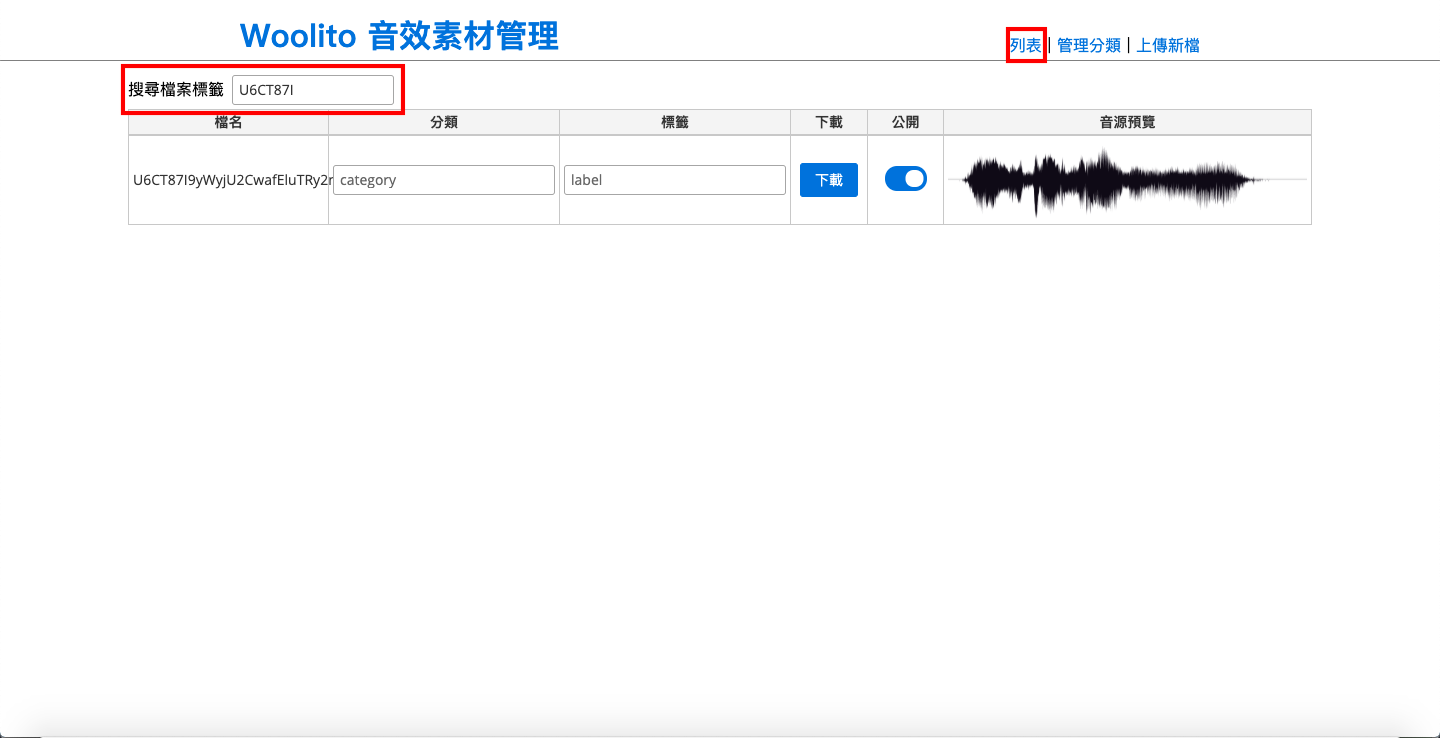 Woolito 音效素材管理
列表 | 管理分類 | 上傳新檔
搜尋檔案標籤 U6CT87I
檔名 分類 標籤 下載 公開 音源預覽
U6CT87I9yWyjU2CwafEluTRy2r category label 下載